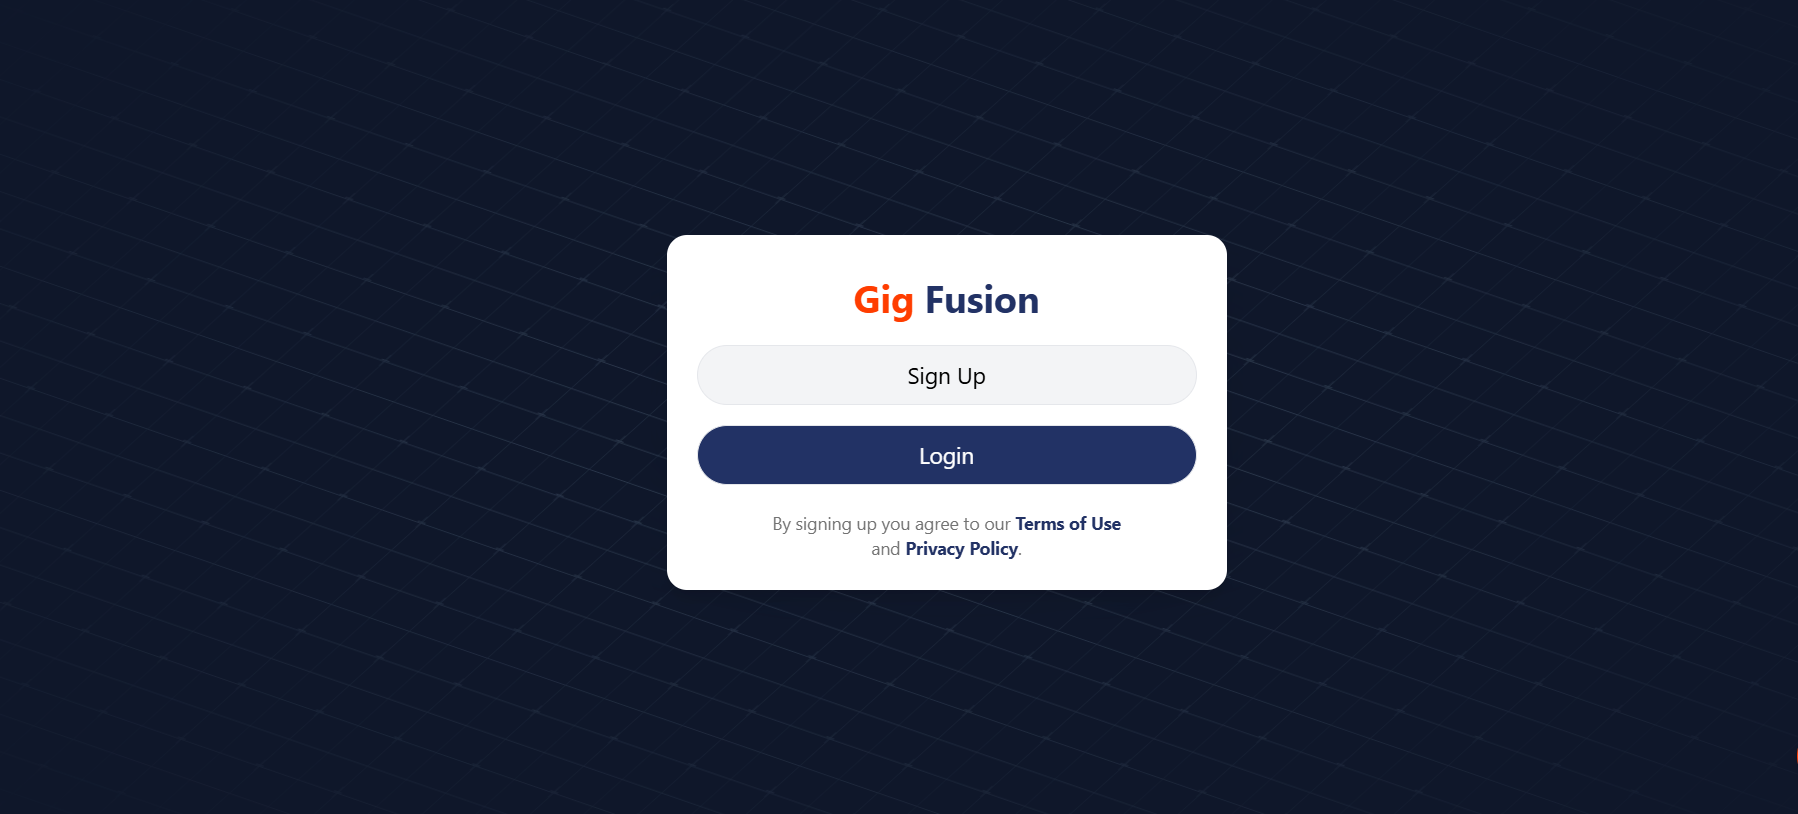 Gig Fusion
Sign Up
Login
By signing up you agree to our Terms of Use
and Privacy Policy.